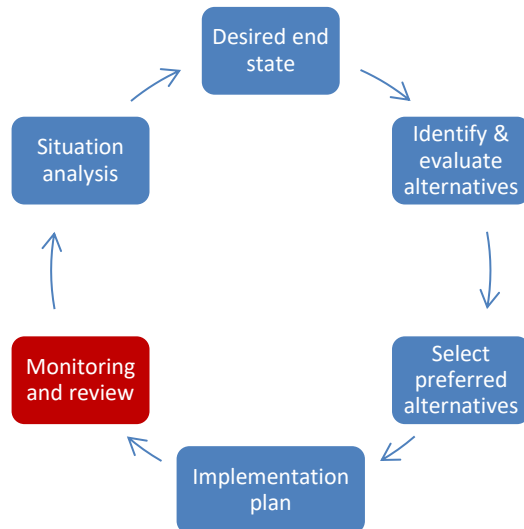 Desired end
state
Identify &
evaluate
alternatives
Select
preferred
alternatives
Implementation
plan
Monitoring
and review
Situation
analysis